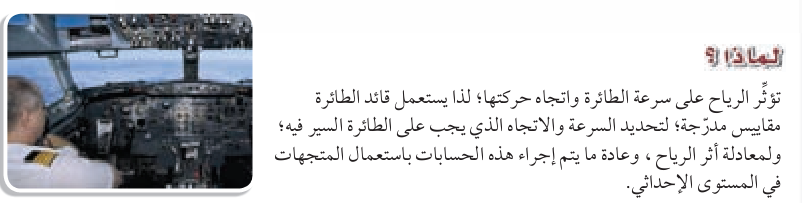 لماذا ؟
تؤثِّر الرياح على سرعة الطائرة واتجاه حركتها؛ لذا يستعمل قائد الطائرة
مقاييس مدرّجة؛ لتحديد السرعة والاتجاه الذي يجب على الطائرة السير فيه؛
ولمعادلة أثر الرياح ، وعادة ما يتم إجراء هذه الحسابات باستعمال المتجهات
في المستوى الإحداثي.